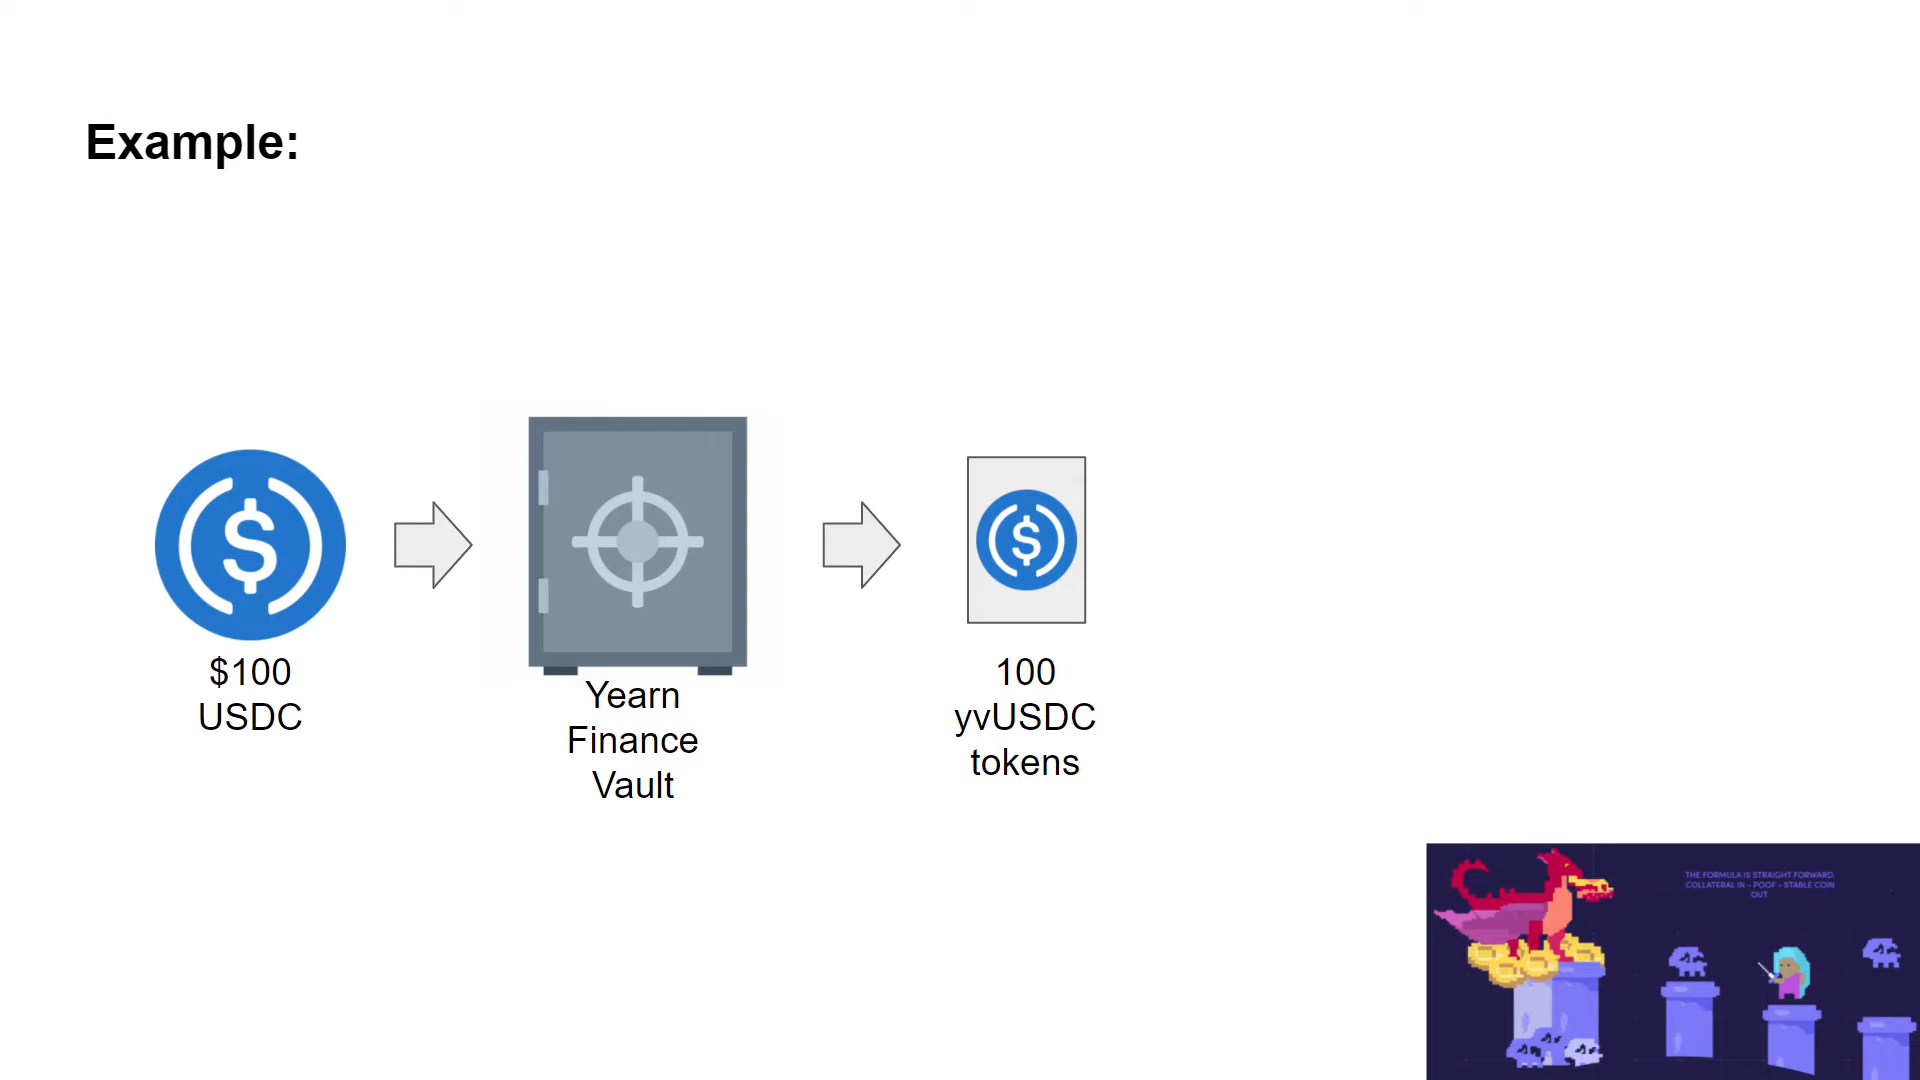 Example:
$100
USDC
Yearn
Finance
Vault
100
yvUSDC
tokens
THE FORMULA IS STRAIGHT FORWARD.
COLLATERAL IN - POOF - STABLE COIN
OUT.